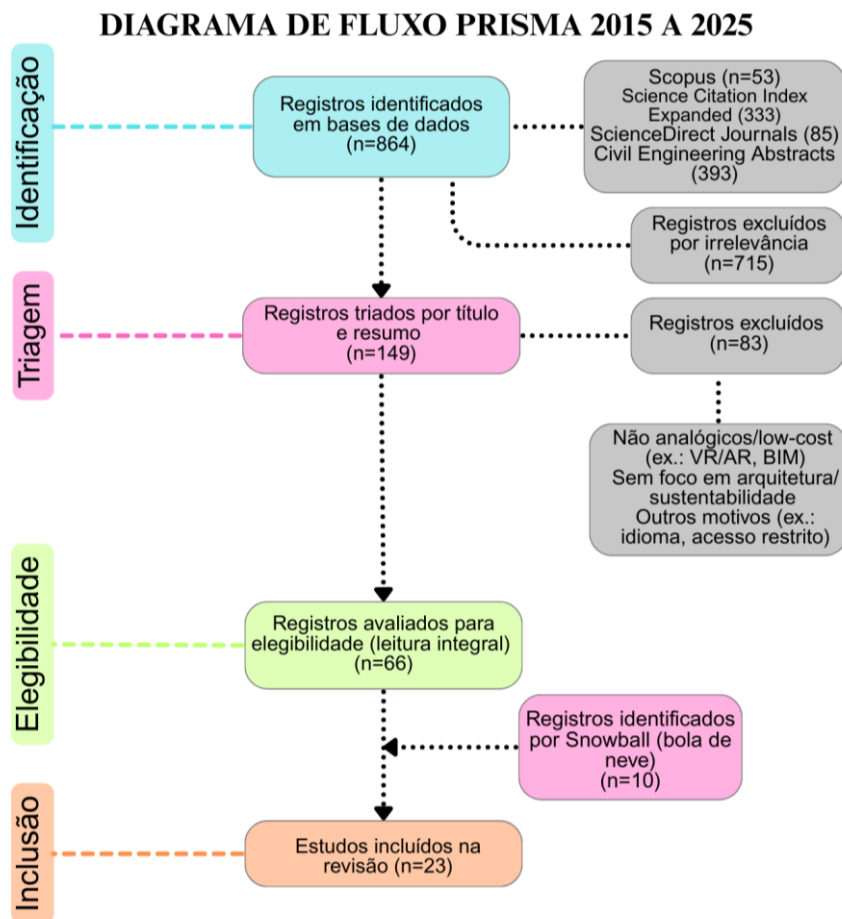 DIAGRAMA DE FLUXO PRISMA 2015 A 2025
Identificação
Registros identificados
em bases de dados
(n=864)
Scopus (n=53)
Science Citation Index
Expanded (333)
ScienceDirect Journals (85)
Civil Engineering Abstracts
(393)
Registros excluídos
por irrelevância
(n=715)
Triagem
Registros triados por título
e resumo
(n=149)
Registros excluídos
(n=83)
Não analógicos/low-cost
(ex.: VR/AR, BIM)
Sem foco em arquitetura/
sustentabilidade
Outros motivos (ex.:
idioma, acesso restrito)
Elegibilidade
Registros avaliados para
elegibilidade (leitura integral)
(n=66)
Registros identificados
por Snowball (bola de
neve)
(n=10)
Inclusão
Estudos incluídos na
revisão (n=23)